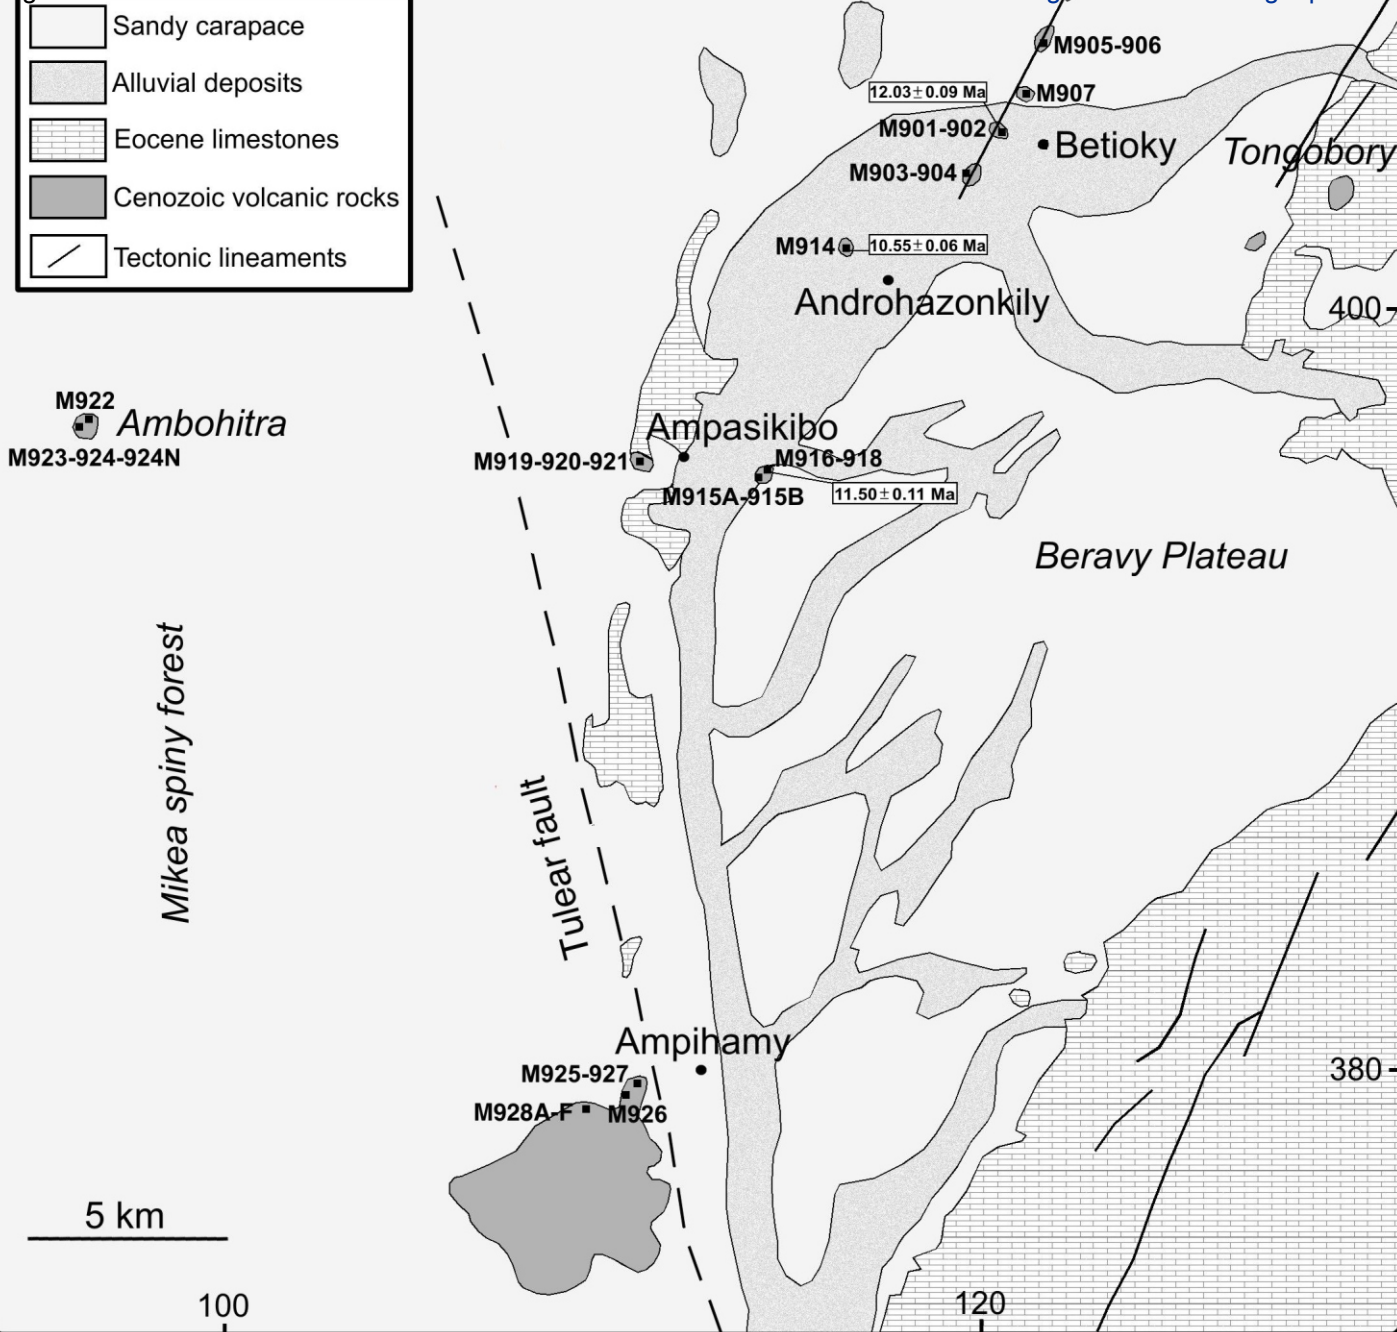 Sandy carapace
Alluvial deposits
Eocene limestones
Cenozoic volcanic rocks
Tectonic lineaments
M905-906
12.03±0.09 Ma
M907
M901-902
Betioky
Tongobory
M903-904
M914
10.55±0.06 Ma
Androhazonkily
400
M922
Ambohitra
M923-924-924N
Ampasikibo
M919-920-921
M916-918
M915A-915B
11.50±0.11 Ma
Beravy Plateau
Mikea spiny forest
Tulear fault
Ampihamy
M925-927
380
M928A-F
M926
5 km
100
120